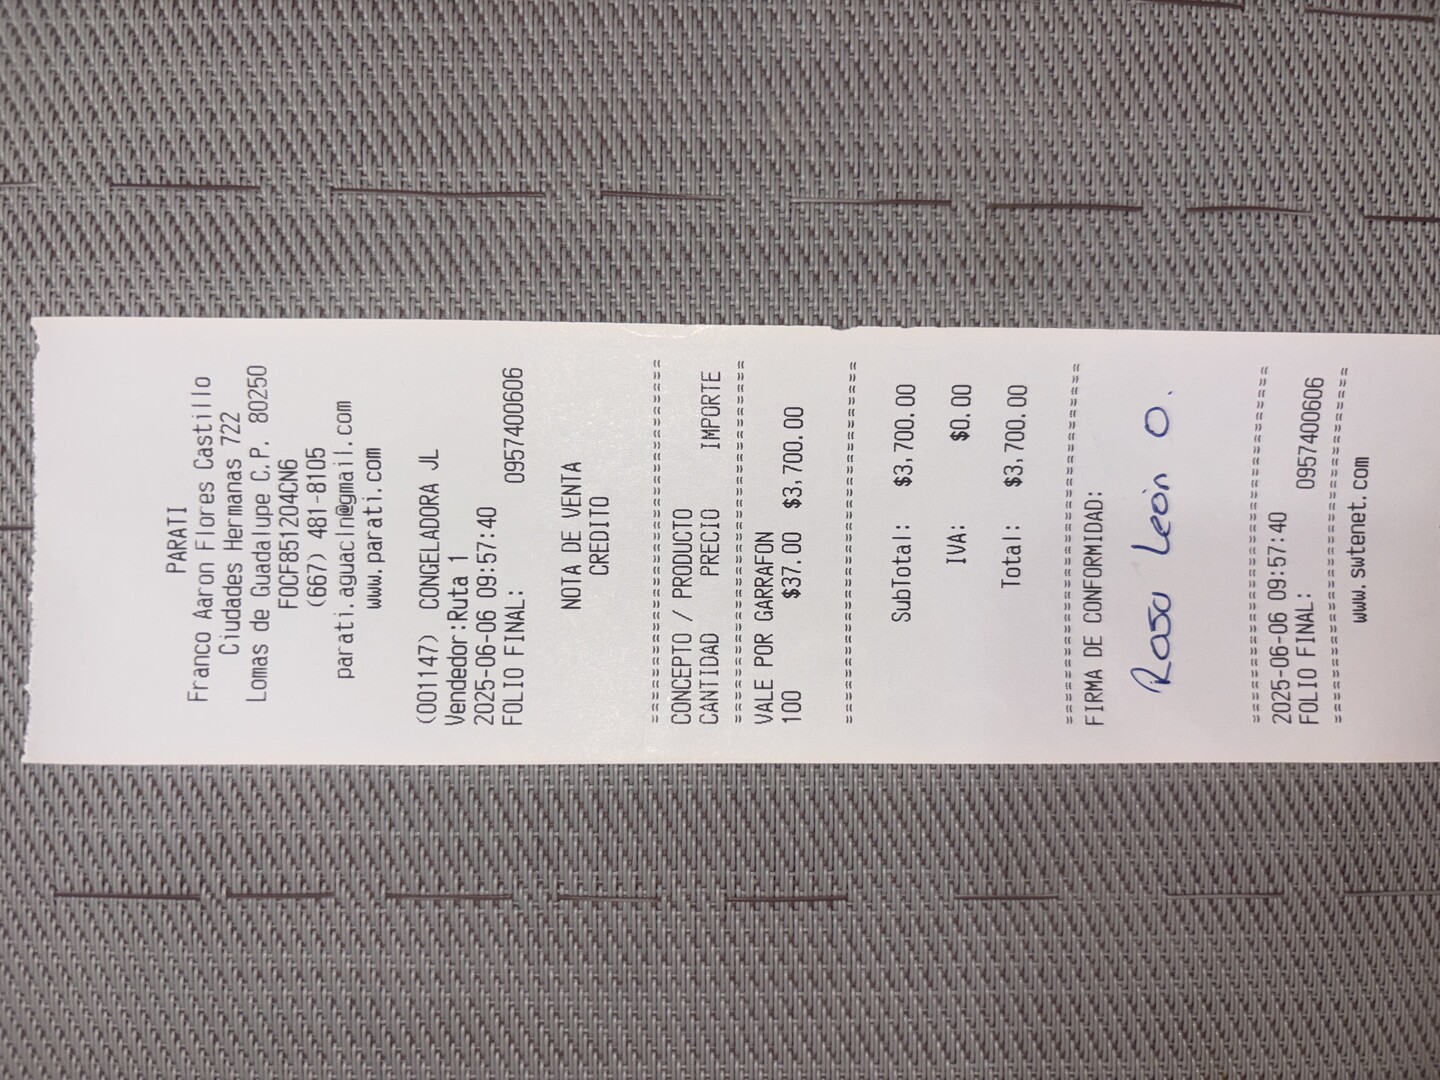 PARATI
Franco Aaron Flores Castillo
Ciudades Hermanas 722
Lomas de Guadalupe C.P. 80250
FOCF851204CN6
(667) 481-8105
parati.aguacln@gmail.com
www.parati.com
(001147) CONGELADORA JL
Vendedor:Ruta 1
2025-06-06 09:57:40
FOLIO FINAL: 0957400606
NOTA DE VENTA
CREDITO
===================================
CONCEPTO / PRODUCTO
CANTIDAD PRECIO IMPORTE
===================================
VALE POR GARRAFON
100 $37.00 $3,700.00
===================================
SubTotal: $3,700.00
IVA: $0.00
Total: $3,700.00
===================================
FIRMA DE CONFORMIDAD:
Rosa León O.
===================================
2025-06-06 09:57:40
FOLIO FINAL: 0957400606
===================================
www.swtenet.com